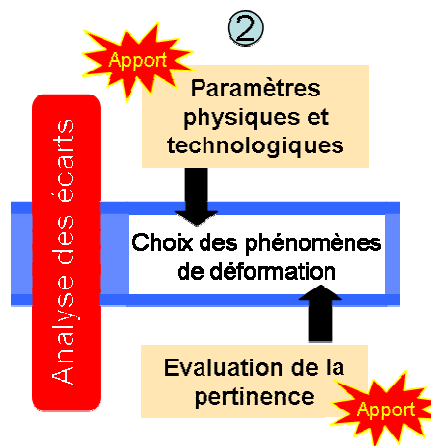 2
Apport
Paramètres
physiques et
technologiques
Analyse des écarts
Choix des phénomènes
de déformation
Evaluation de la
pertinence
Apport